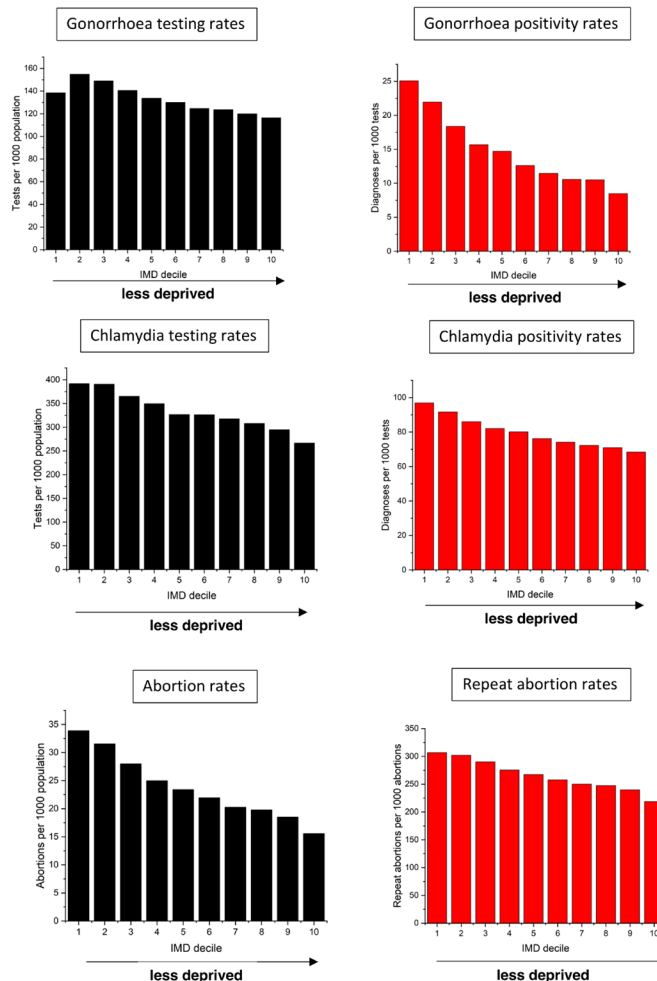 Gonorrhoea testing rates
Gonorrhoea positivity rates
Tests per 1000 population
160
140
120
100
80
60
40
20
0
1 2 3 4 5 6 7 8 9 10
IMD decile
less deprived
Diagnoses per 1000 tests
25
20
15
10
5
0
1 2 3 4 5 6 7 8 9 10
IMD decile
less deprived
Chlamydia testing rates
Chlamydia positivity rates
Tests per 1000 population
400
350
300
250
200
150
100
50
0
1 2 3 4 5 6 7 8 9 10
IMD decile
less deprived
Diagnoses per 1000 tests
100
80
60
40
20
0
1 2 3 4 5 6 7 8 9 10
IMD decile
less deprived
Abortion rates
Repeat abortion rates
Abortions per 1000 population
35
30
25
20
15
10
5
0
1 2 3 4 5 6 7 8 9 10
IMD decile
less deprived
Repeat abortions per 1000 abortions
350
300
250
200
150
100
50
0
1 2 3 4 5 6 7 8 9 10
IMD decile
less deprived